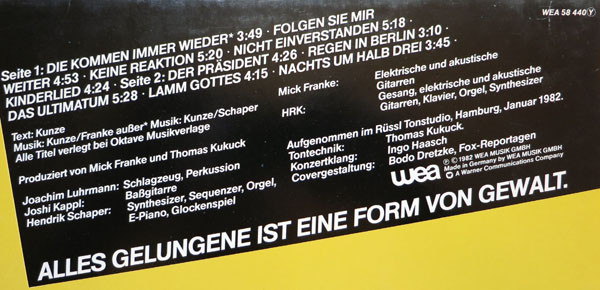 WEA 58 440 Y
Seite 1: DIE KOMMEN IMMER WIEDER* 3:49 · FOLGEN SIE MIR
WEITER 4:53 · KEINE REAKTION 5:20 · NICHT EINVERSTANDEN 5:18 ·
KINDERLIED 4:24 · Seite 2: DER PRÄSIDENT 4:26 · REGEN IN BERLIN 3:10 ·
DAS ULTIMATUM 5:28 · LAMM GOTTES 4:15 · NACHTS UM HALB DREI 3:45 ·
Text: Kunze
Musik: Kunze/Franke außer* Musik: Kunze/Schaper
Alle Titel verlegt bei Oktave Musikverlage
Produziert von Mick Franke und Thomas Kukuck
Joachim Luhrmann: Schlagzeug, Perkussion
Joshi Kappl: Baßgitarre
Hendrik Schaper: Synthesizer, Sequenzer, Orgel,
E-Piano, Glockenspiel
Mick Franke: Elektrische und akustische
Gitarren
HRK: Gesang, elektrische und akustische
Gitarren, Klavier, Orgel, Synthesizer
Aufgenommen im Rüssl Tonstudio, Hamburg, Januar 1982.
Tontechnik: Thomas Kukuck.
Konzertklang: Ingo Haasch
Covergestaltung: Bodo Dretzke, Fox-Reportagen
wea
Ⓟ © 1982 WEA MUSIK GMBH
Made in Germany by WEA MUSIK GMBH
A Warner Communications Company
ALLES GELUNGENE IST EINE FORM VON GEWALT.